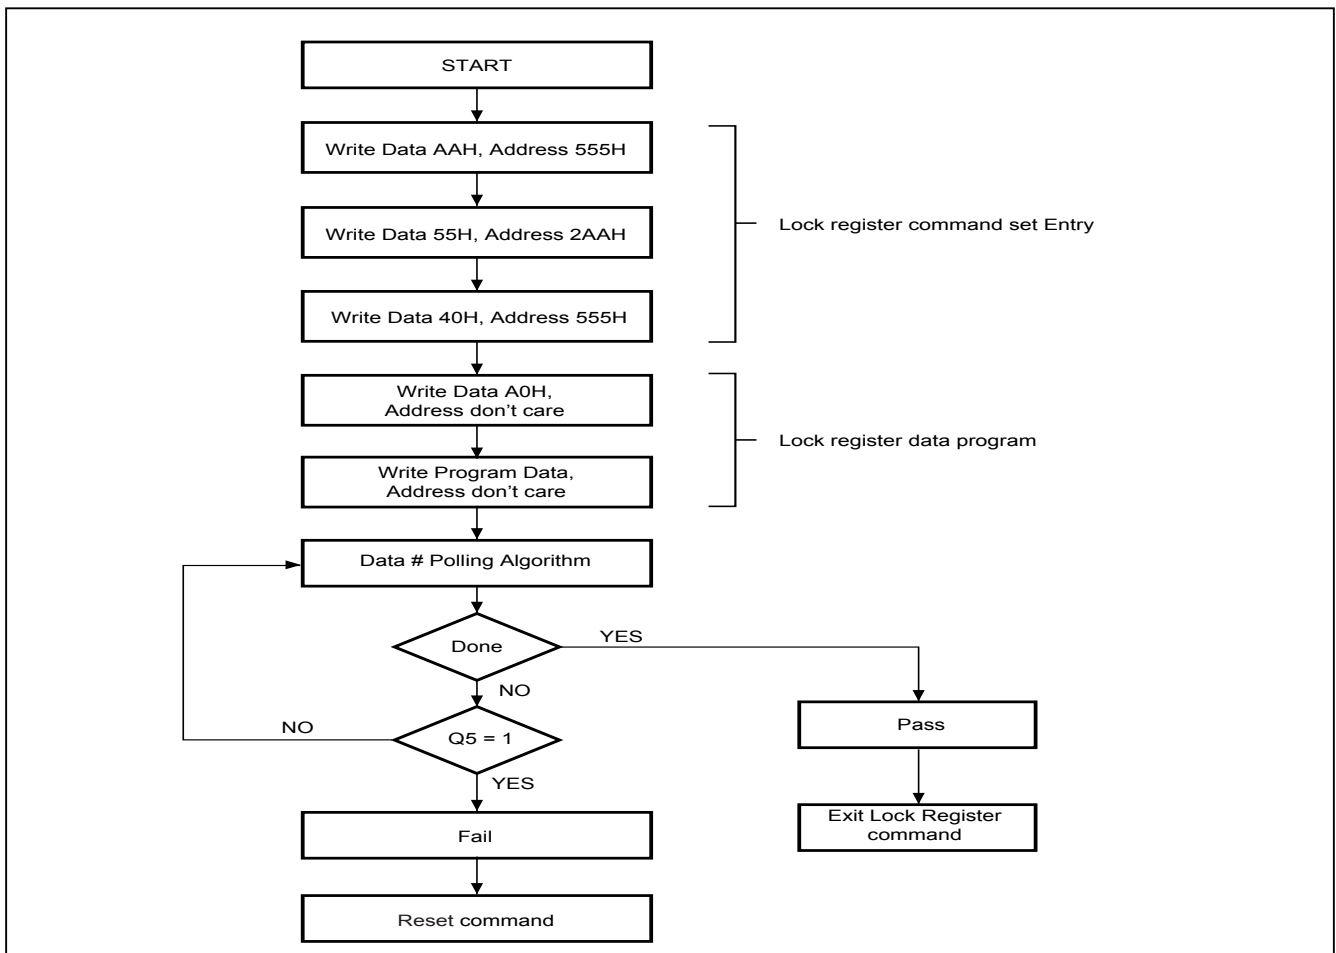 START
Write Data AAH, Address 555H
Write Data 55H, Address 2AAH
Lock register command set Entry
Write Data 40H, Address 555H
Write Data A0H,
Address don't care
Lock register data program
Write Program Data,
Address don't care
Data # Polling Algorithm
Done
YES
NO
Q5 = 1
NO
YES
Pass
Fail
Exit Lock Register
command
Reset command